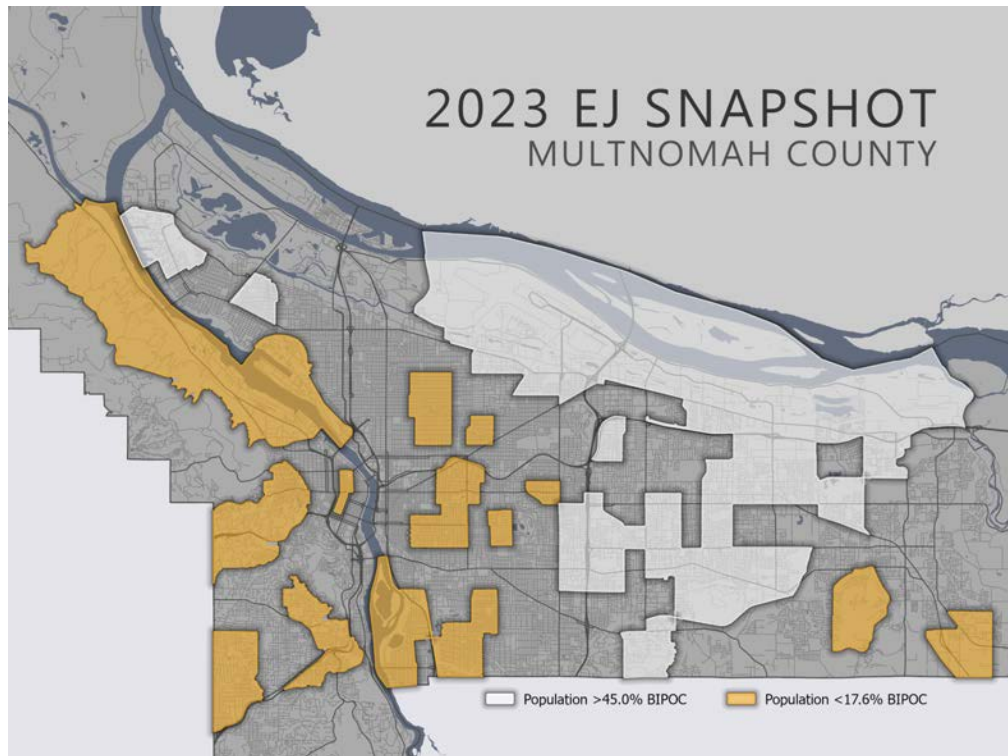 2023 EJ SNAPSHOT
MULTNOMAH COUNTY
Population >45.0% BIPOC
Population <17.6% BIPOC